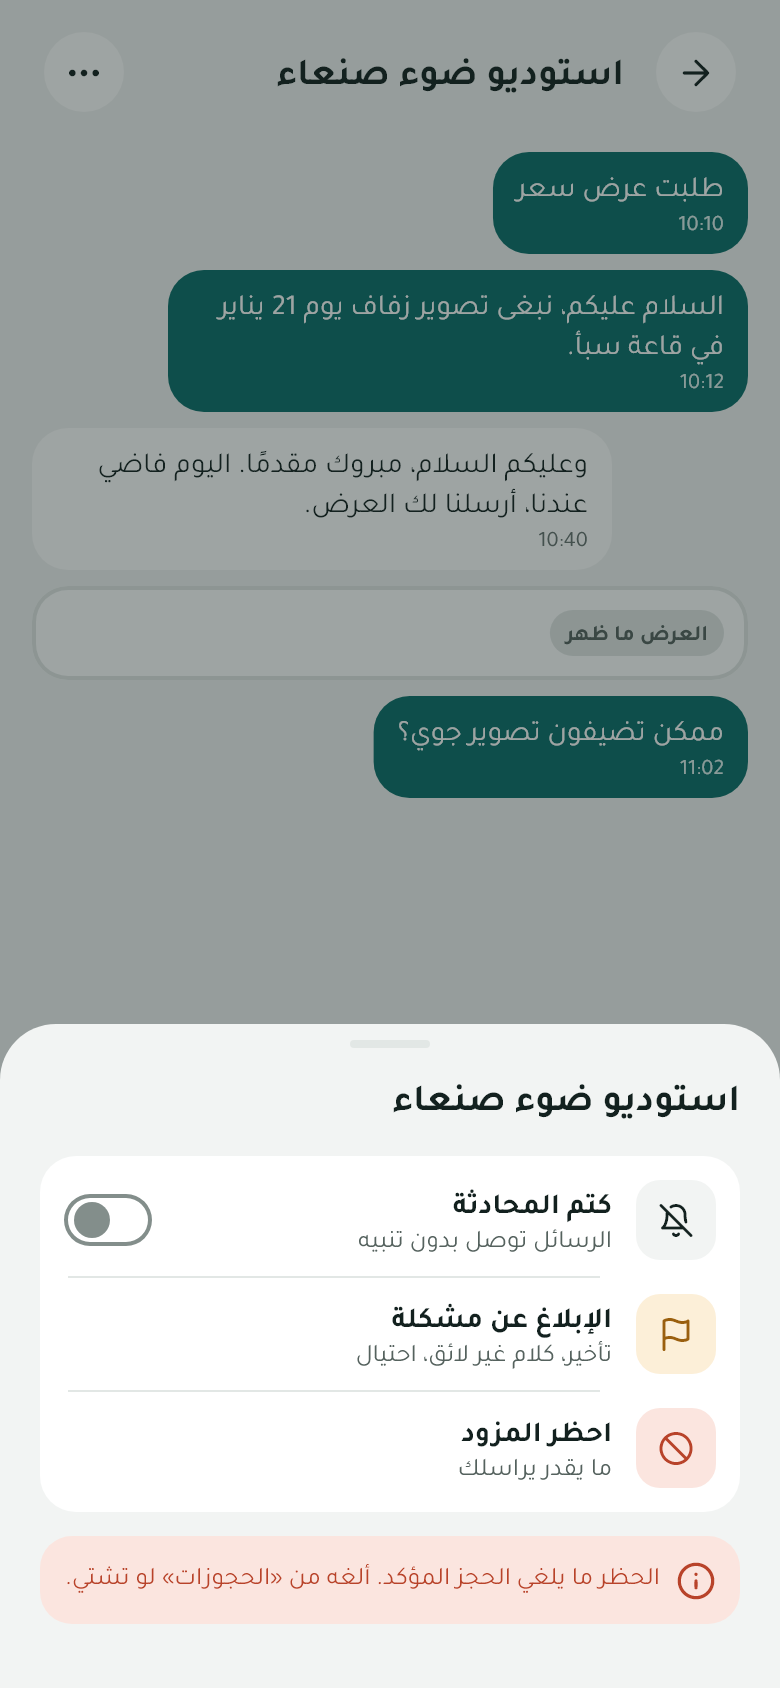 استوديو ضوء صنعاء
طلبت عرض سعر
10:10
السلام عليكم، نبغى تصوير زفاف يوم 21 يناير
في قاعة سبأ.
10:12
وعليكم السلام، مبروك مقدمًا. اليوم فاضي
عندنا، أرسلنا لك العرض.
10:40
العرض ما ظهر
ممكن تضيفون تصوير جوي؟
11:02
استوديو ضوء صنعاء
كتم المحادثة
الرسائل توصل بدون تنبيه
الإبلاغ عن مشكلة
تأخير، كلام غير لائق، احتيال
احظر المزود
ما يقدر يراسلك
الحظر ما يلغي الحجز المؤكد. ألغه من «الحجوزات» لو تشتي.